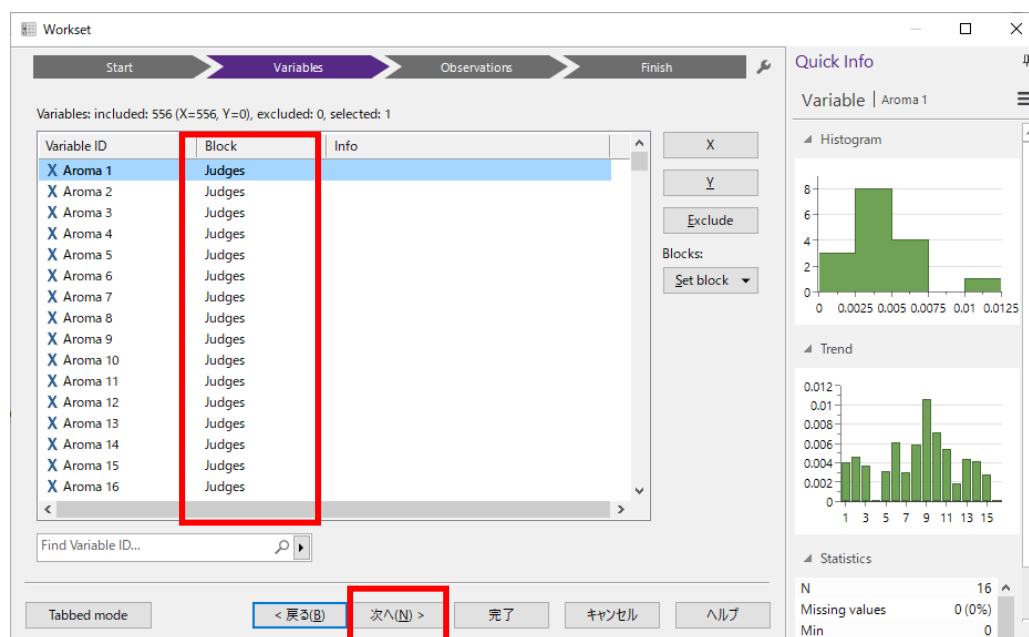 Workset
Start Variables Observations Finish
Variables: included: 556 (X=556, Y=0), excluded: 0, selected: 1
Variable ID Block Info
X Aroma 1 Judges
X Aroma 2 Judges
X Aroma 3 Judges
X Aroma 4 Judges
X Aroma 5 Judges
X Aroma 6 Judges
X Aroma 7 Judges
X Aroma 8 Judges
X Aroma 9 Judges
X Aroma 10 Judges
X Aroma 11 Judges
X Aroma 12 Judges
X Aroma 13 Judges
X Aroma 14 Judges
X Aroma 15 Judges
X Aroma 16 Judges
X
Y
Exclude
Blocks:
Set block
Find Variable ID...
Tabbed mode
< 戻る(B)
次へ(N) >
完了
キャンセル
ヘルプ
Quick Info
Variable | Aroma 1
Histogram
8
6
4
2
0
0 0.0025 0.005 0.0075 0.01 0.0125
Trend
0.012
0.01
0.008
0.006
0.004
0.002
0
1 3 5 7 9 11 13 15
Statistics
N 16
Missing values 0 (0%)
Min 0